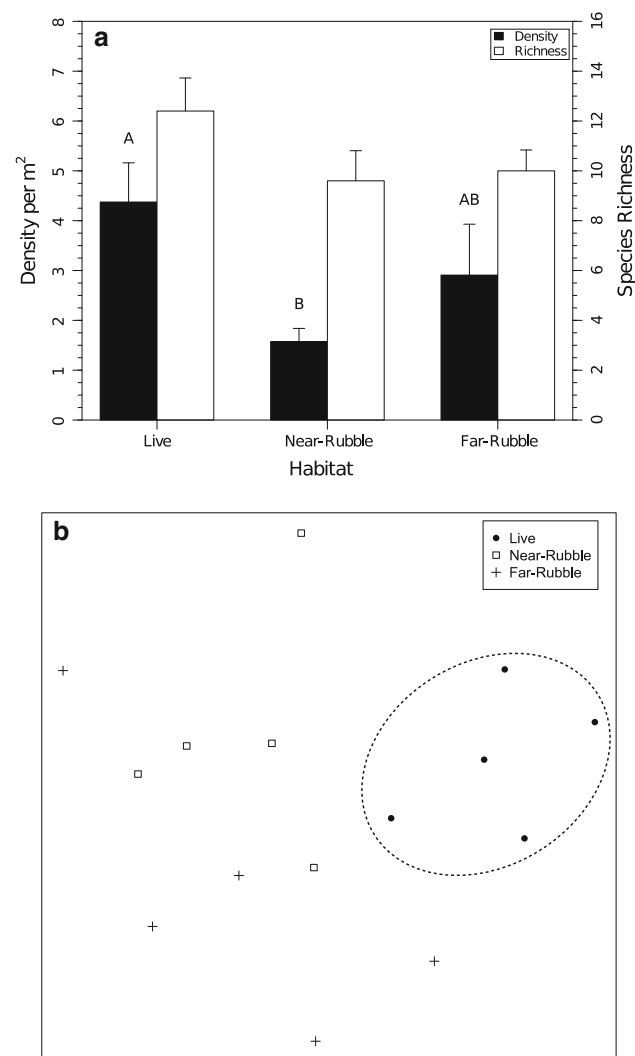 a
Density
Richness
8
7
6
5
4
3
2
1
0
Density per m²
16
14
12
10
8
6
4
2
0
Species Richness
A
B
AB
Live
Near-Rubble
Far-Rubble
Habitat
b
Live
Near-Rubble
Far-Rubble